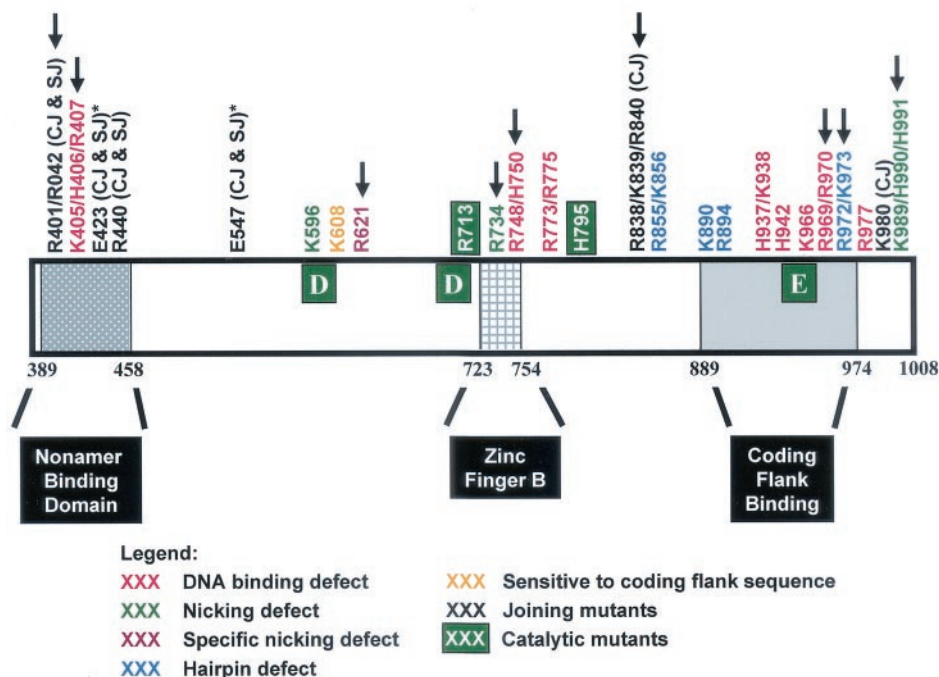 R401/R042 (CJ & SJ)
K405/H406/R407
E423 (CJ & SJ)*
R440 (CJ & SJ)
E547 (CJ & SJ)*
K596
K608
R621
R713
R734
R748/H750
R773/R775
H795
R838/K839/R840 (CJ)
R855/K856
K890
R894
H937/K938
H942
K966
R969/R970
R972/K973
R977
K980 (CJ)
K989/H990/H991
D
D
E
389
458
723
754
889
974
1008
Nonamer
Binding
Domain
Zinc
Finger B
Coding
Flank
Binding
Legend:
XXX DNA binding defect
XXX Nicking defect
XXX Specific nicking defect
XXX Hairpin defect
XXX Sensitive to coding flank sequence
XXX Joining mutants
XXX Catalytic mutants